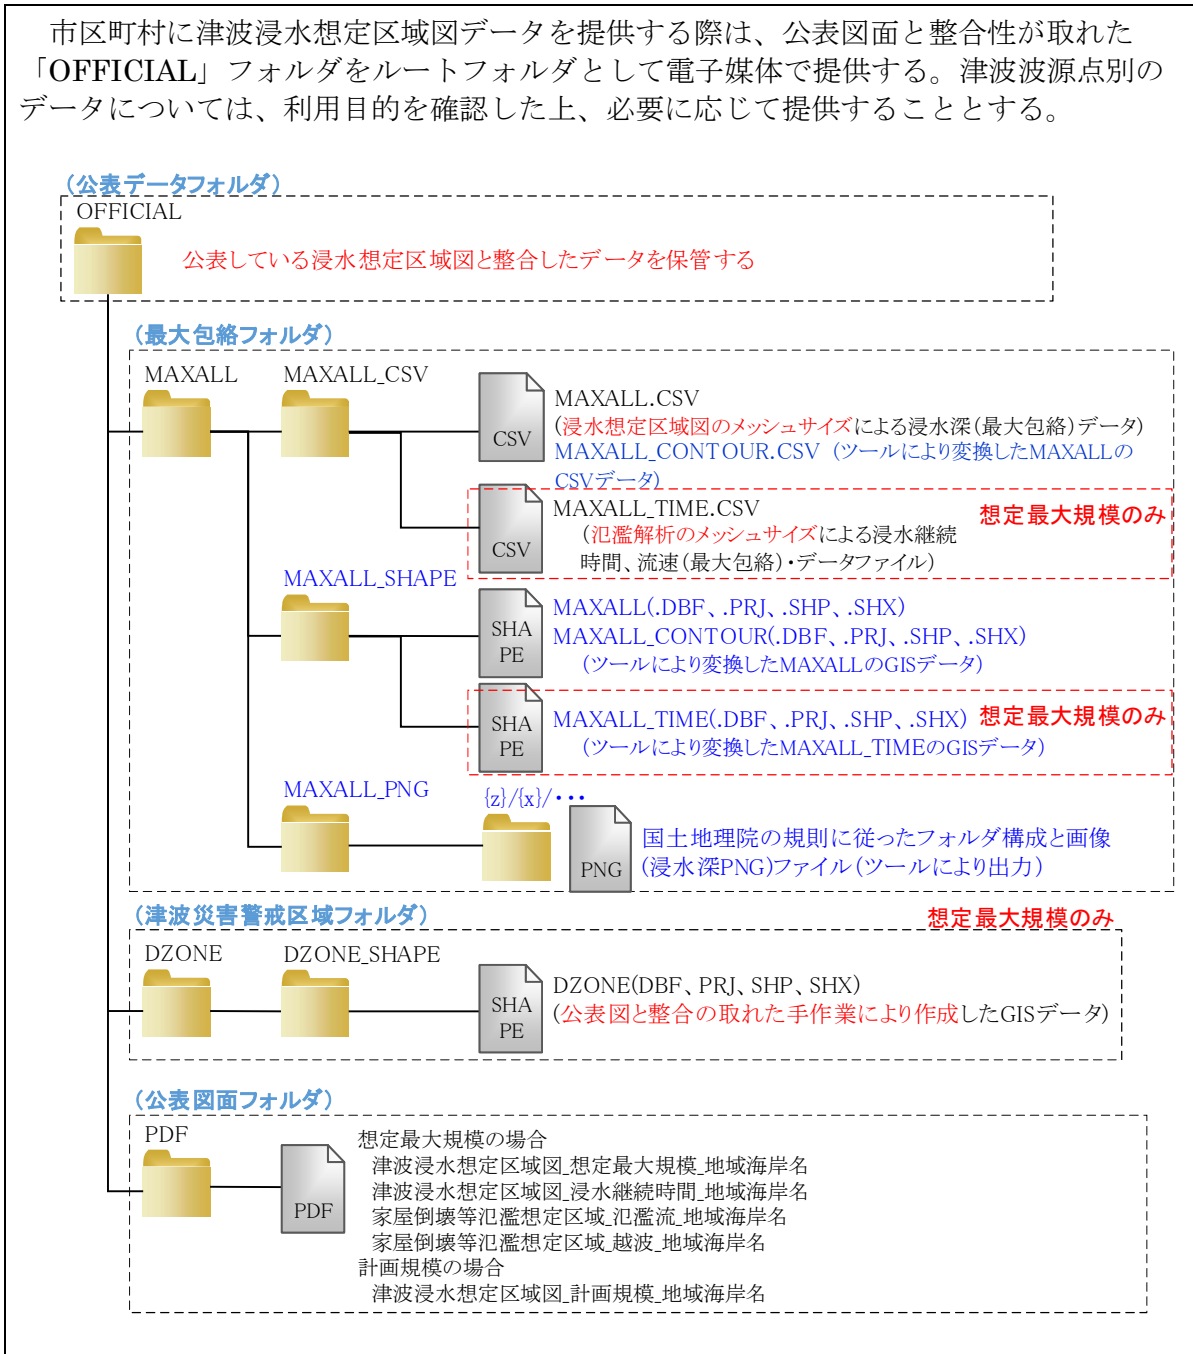 市区町村に津波浸水想定区域図データを提供する際は、公表図面と整合性が取れた
「OFFICIAL」フォルダをルートフォルダとして電子媒体で提供する。津波波源点別の
データについては、利用目的を確認した上、必要に応じて提供することとする。
（公表データフォルダ）
OFFICIAL
公表している浸水想定区域図と整合したデータを保管する
（最大包絡フォルダ）
MAXALL
MAXALL_CSV
CSV
MAXALL.CSV
（浸水想定区域図のメッシュサイズによる浸水深（最大包絡）データ）
MAXALL_CONTOUR.CSV （ツールにより変換したMAXALLの
CSVデータ）
CSV
MAXALL_TIME.CSV
想定最大規模のみ
（氾濫解析のメッシュサイズによる浸水継続
時間、流速（最大包絡）・データファイル）
MAXALL_SHAPE
SHA
PE
MAXALL(.DBF、.PRJ、.SHP、.SHX)
MAXALL_CONTOUR(.DBF、.PRJ、.SHP、.SHX)
（ツールにより変換したMAXALLのGISデータ）
SHA
PE
MAXALL_TIME(.DBF、.PRJ、.SHP、.SHX)
想定最大規模のみ
（ツールにより変換したMAXALL_TIMEのGISデータ）
MAXALL_PNG
{z}/{x}/・・・
PNG
国土地理院の規則に従ったフォルダ構成と画像
（浸水深PNG）ファイル（ツールにより出力）
（津波災害警戒区域フォルダ）
想定最大規模のみ
DZONE
DZONE_SHAPE
SHA
PE
DZONE(DBF、PRJ、SHP、SHX)
（公表図と整合の取れた手作業により作成したGISデータ）
（公表図面フォルダ）
PDF
PDF
想定最大規模の場合
津波浸水想定区域図_想定最大規模_地域海岸名
津波浸水想定区域図_浸水継続時間_地域海岸名
家屋倒壊等氾濫想定区域_氾濫流_地域海岸名
家屋倒壊等氾濫想定区域_越波_地域海岸名
計画規模の場合
津波浸水想定区域図_計画規模_地域海岸名